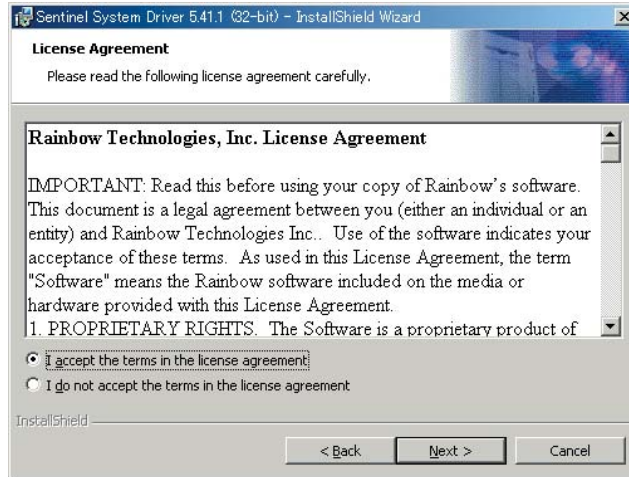 Sentinel System Driver 5.41.1 (32-bit) - InstallShield Wizard
License Agreement
Please read the following license agreement carefully.
Rainbow Technologies, Inc. License Agreement
IMPORTANT: Read this before using your copy of Rainbow's software.
This document is a legal agreement between you (either an individual or an
entity) and Rainbow Technologies Inc.. Use of the software indicates your
acceptance of these terms. As used in this License Agreement, the term
"Software" means the Rainbow software included on the media or
hardware provided with this License Agreement.
1. PROPRIETARY RIGHTS. The Software is a proprietary product of
I accept the terms in the license agreement
I do not accept the terms in the license agreement
InstallShield
< Back
Next >
Cancel